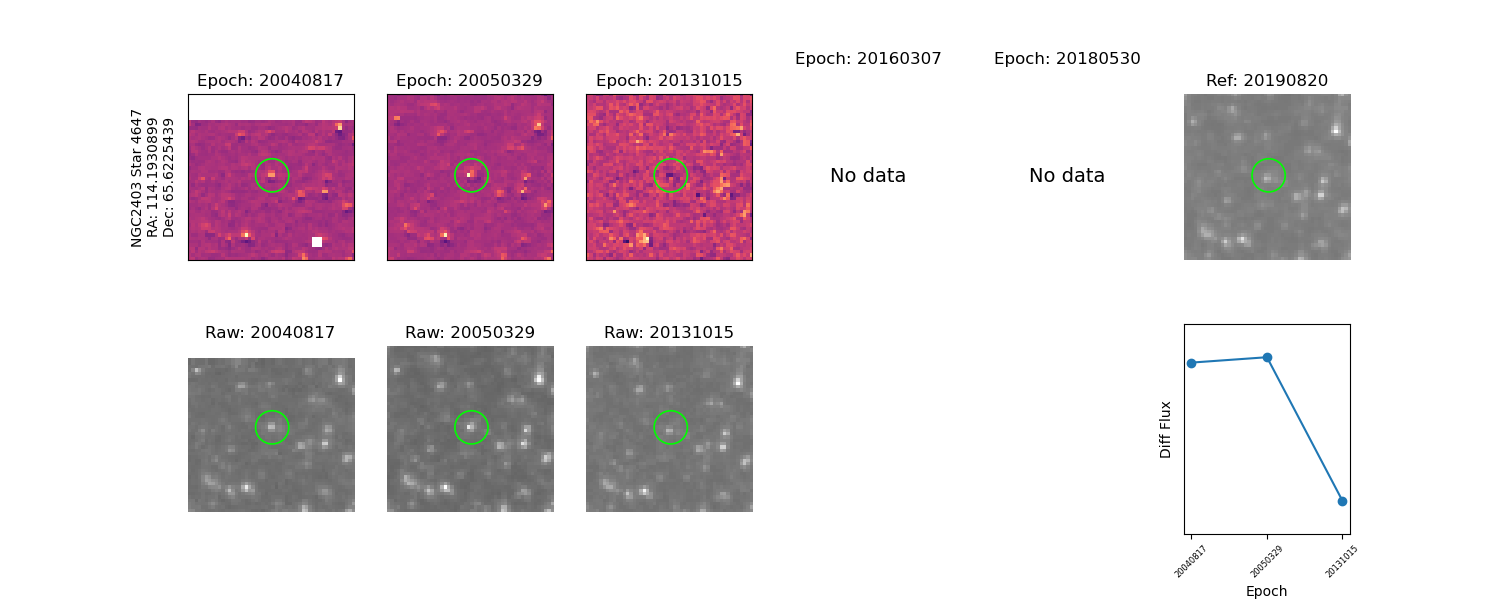 Epoch: 20040817
Epoch: 20050329
Epoch: 20131015
Epoch: 20160307
Epoch: 20180530
Ref: 20190820
NGC2403 Star 4647
RA: 114.1930899
Dec: 65.6225439
No data
No data
Raw: 20040817
Raw: 20050329
Raw: 20131015
Diff Flux
20040817
20050329
20131015
Epoch